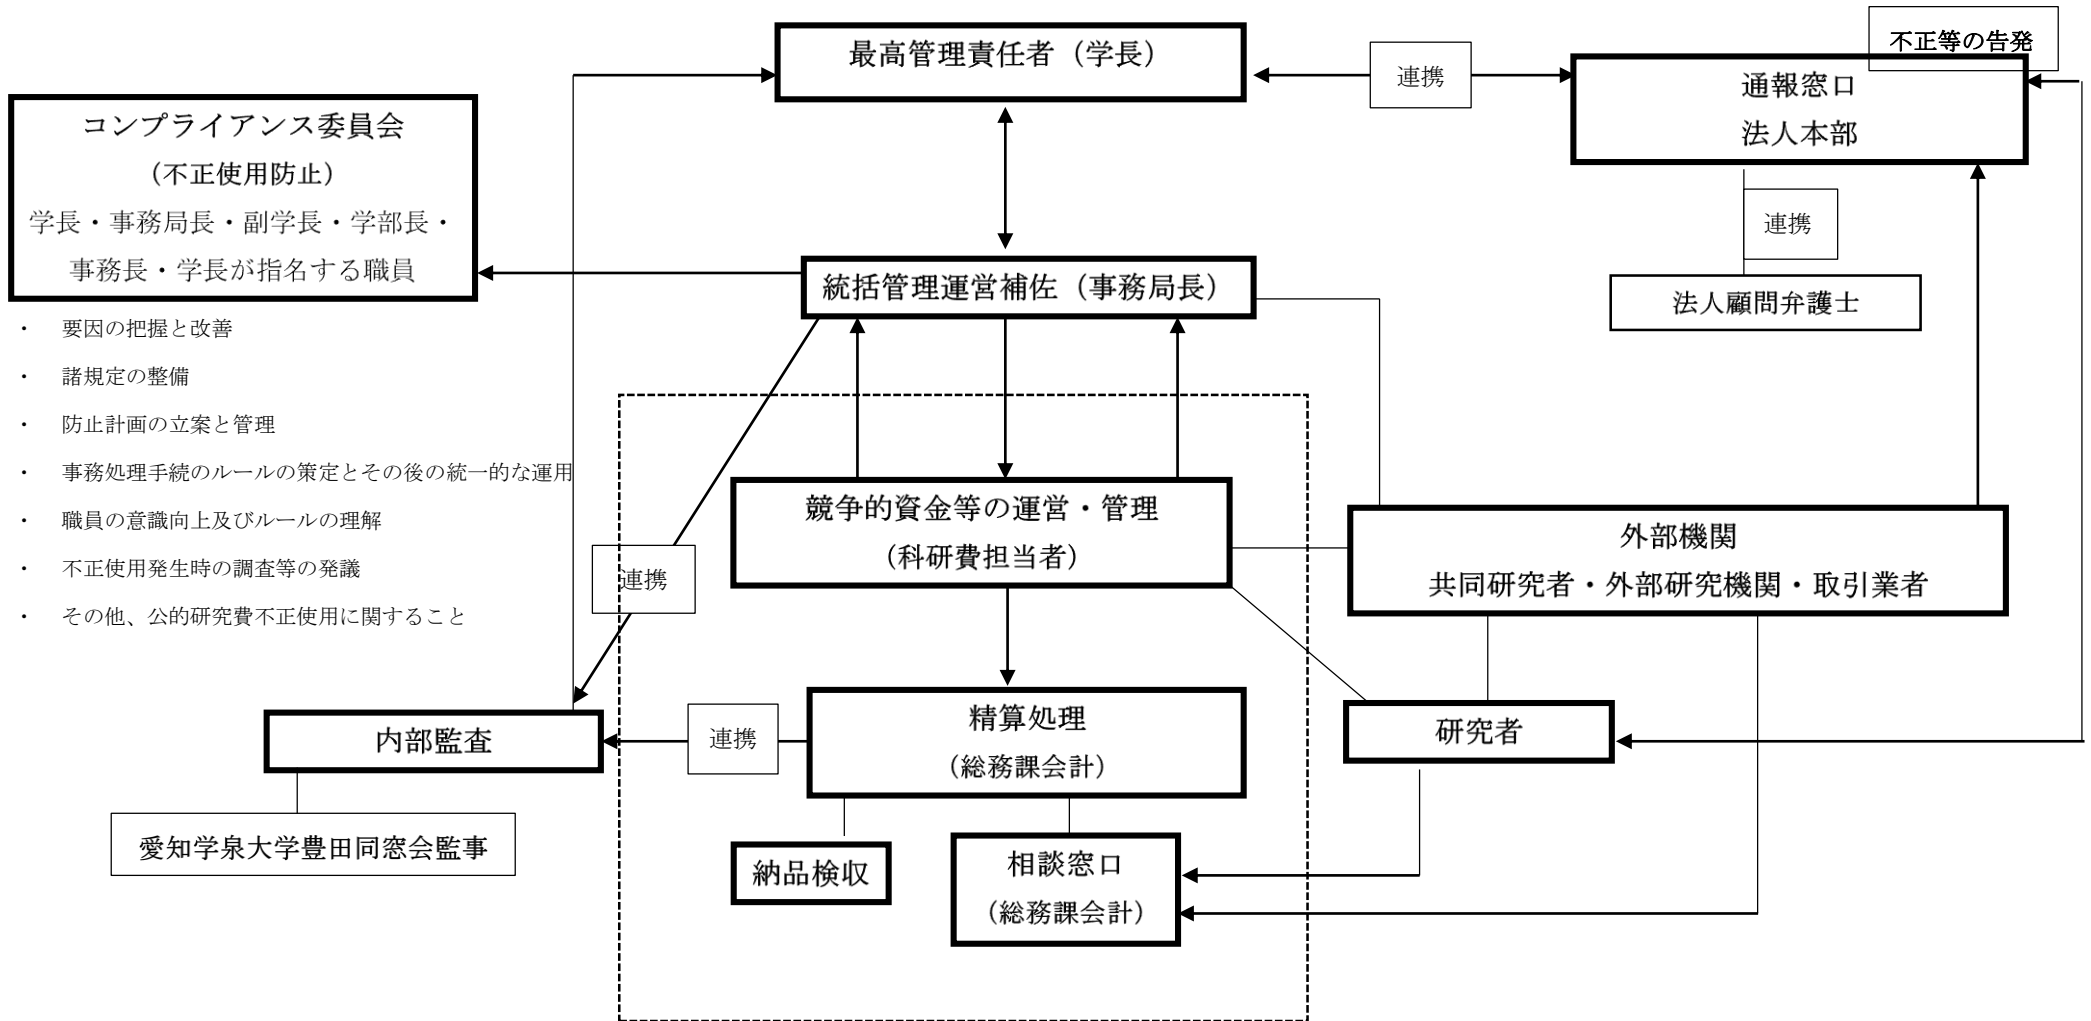 最高管理責任者（学長）
連携
不正等の告発
通報窓口
法人本部
コンプライアンス委員会
（不正使用防止）
学長・事務局長・副学長・学部長・
事務長・学長が指名する職員
連携
統括管理運営補佐（事務局長）
法人顧問弁護士
・ 要因の把握と改善
・ 諸規定の整備
・ 防止計画の立案と管理
・ 事務処理手続のルールの策定とその後の統一的な運用
・ 職員の意識向上及びルールの理解
・ 不正使用発生時の調査等の発議
・ その他、公的研究費不正使用に関すること
競争的資金等の運営・管理
（科研費担当者）
連携
外部機関
共同研究者・外部研究機関・取引業者
内部監査
連携
精算処理
（総務課会計）
研究者
愛知学泉大学豊田同窓会監事
納品検収
相談窓口
（総務課会計）